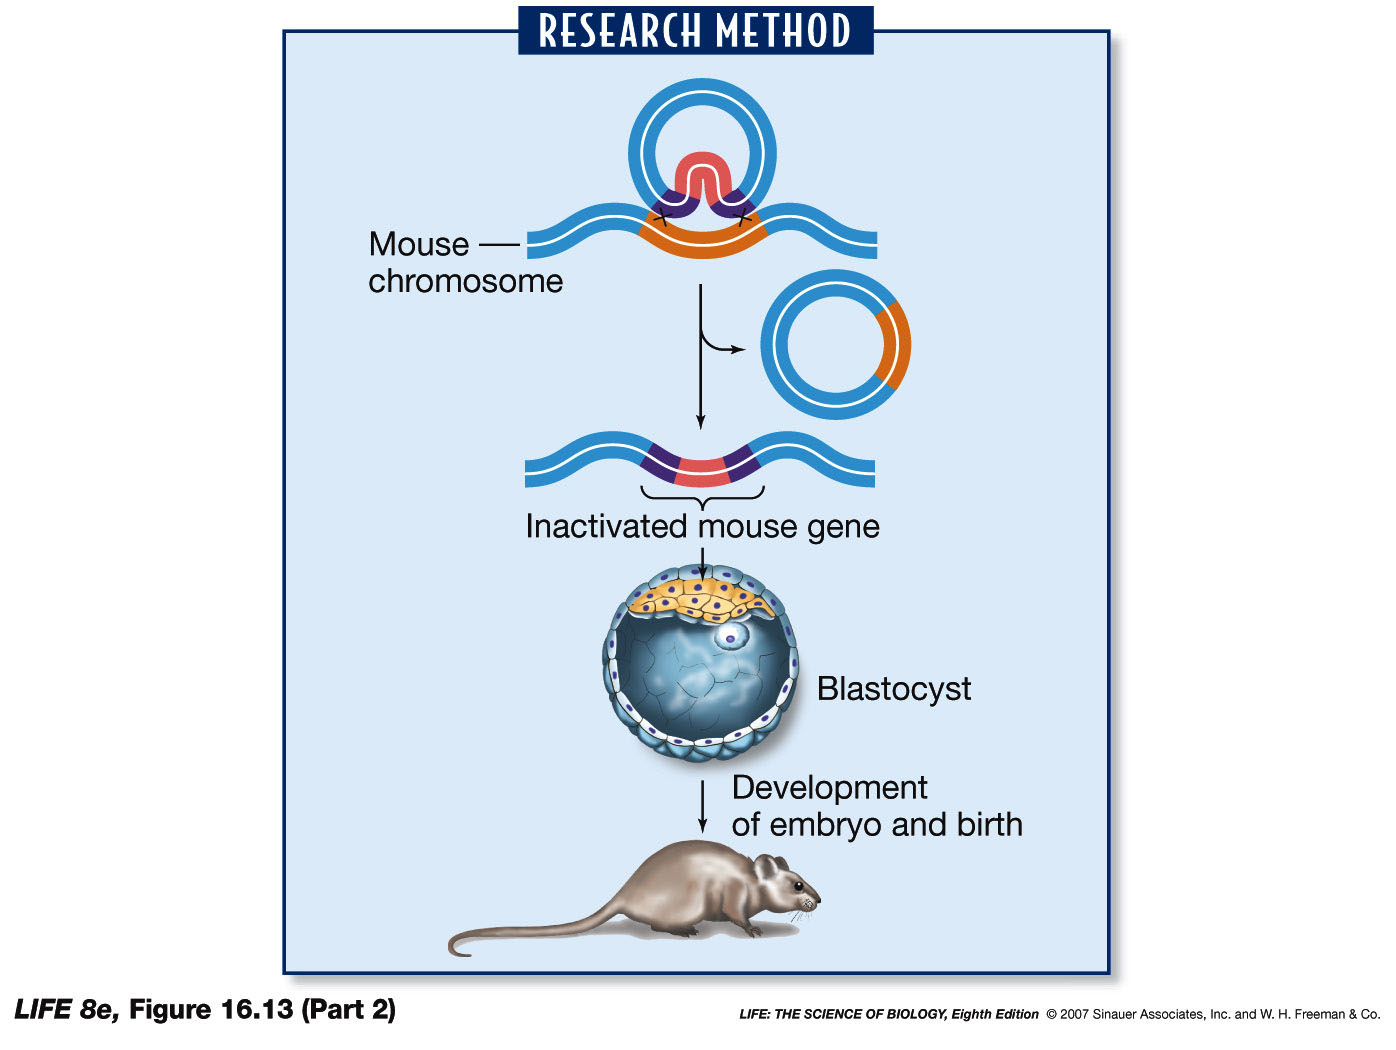 RESEARCH METHOD
Mouse
chromosome
Inactivated mouse gene
Blastocyst
Development
of embryo and birth
LIFE 8e, Figure 16.13 (Part 2)
LIFE: THE SCIENCE OF BIOLOGY, Eighth Edition © 2007 Sinauer Associates, Inc. and W. H. Freeman & Co.